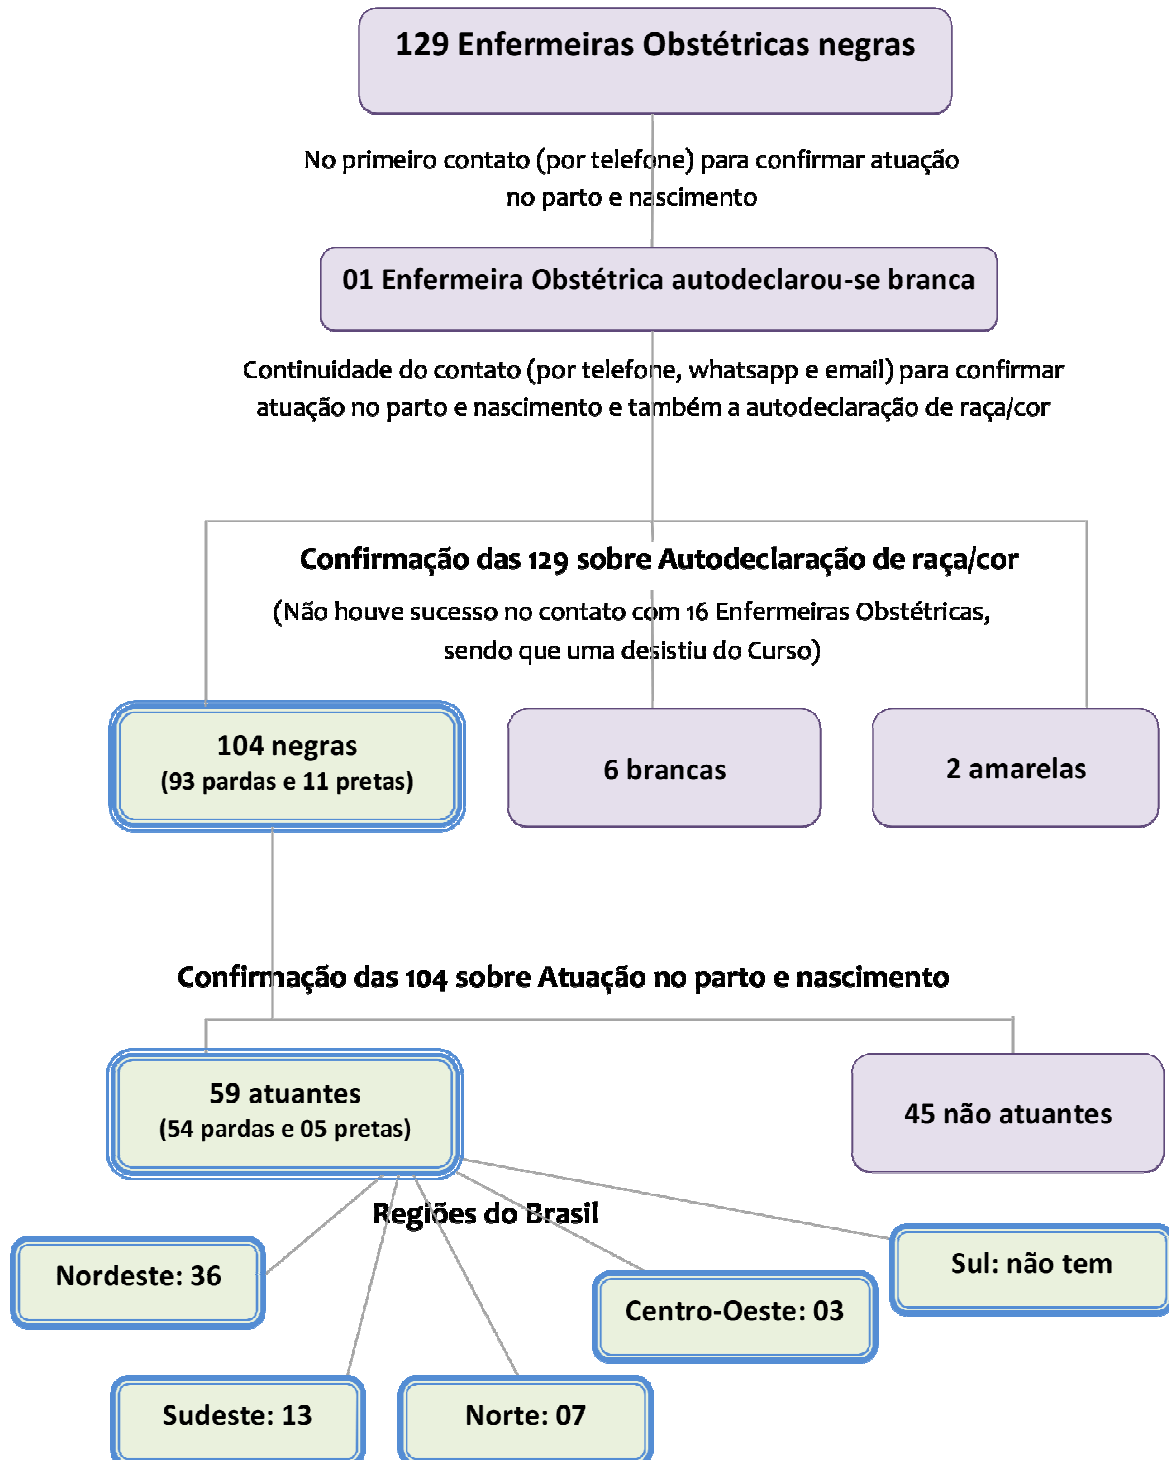 129 Enfermeiras Obstétricas negras
No primeiro contato (por telefone) para confirmar atuação
no parto e nascimento
01 Enfermeira Obstétrica autodeclarou-se branca
Continuidade do contato (por telefone, whatsapp e email) para confirmar
atuação no parto e nascimento e também a autodeclaração de raça/cor
Confirmação das 129 sobre Autodeclaração de raça/cor
(Não houve sucesso no contato com 16 Enfermeiras Obstétricas,
sendo que uma desistiu do Curso)
104 negras
(93 pardas e 11 pretas)
6 brancas
2 amarelas
Confirmação das 104 sobre Atuação no parto e nascimento
59 atuantes
(54 pardas e 05 pretas)
45 não atuantes
Regiões do Brasil
Nordeste: 36
Sul: não tem
Centro-Oeste: 03
Sudeste: 13
Norte: 07